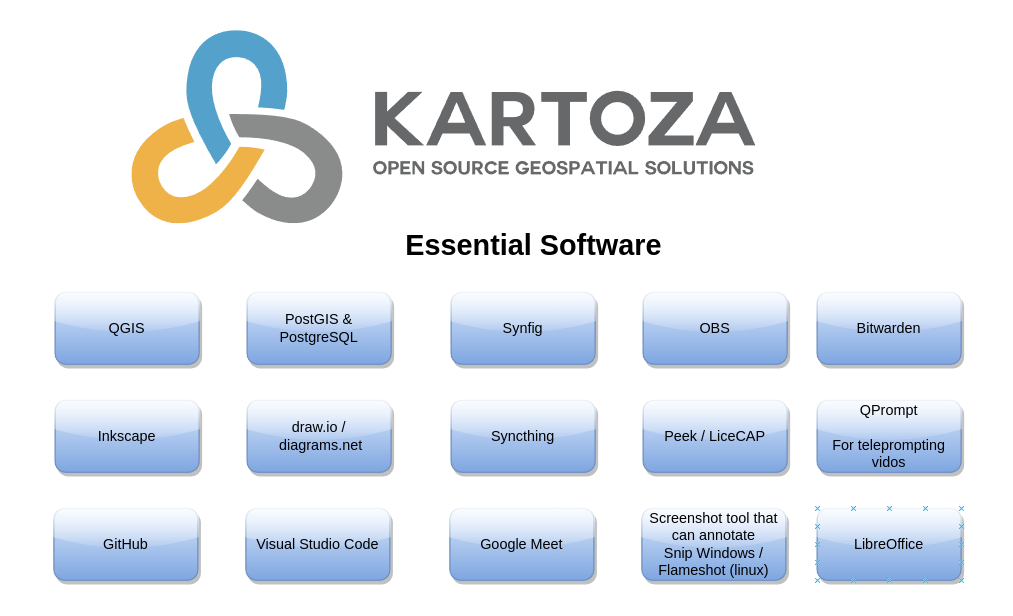 KARTOZA
OPEN SOURCE GEOSPATIAL SOLUTIONS
Essential Software
QGIS
PostGIS &
PostgreSQL
Synfig
OBS
Bitwarden
Inkscape
draw.io /
diagrams.net
Syncthing
Peek / LiceCAP
QPrompt
For teleprompting
vidos
GitHub
Visual Studio Code
Google Meet
Screenshot tool that
can annotate
Snip Windows /
Flameshot (linux)
LibreOffice